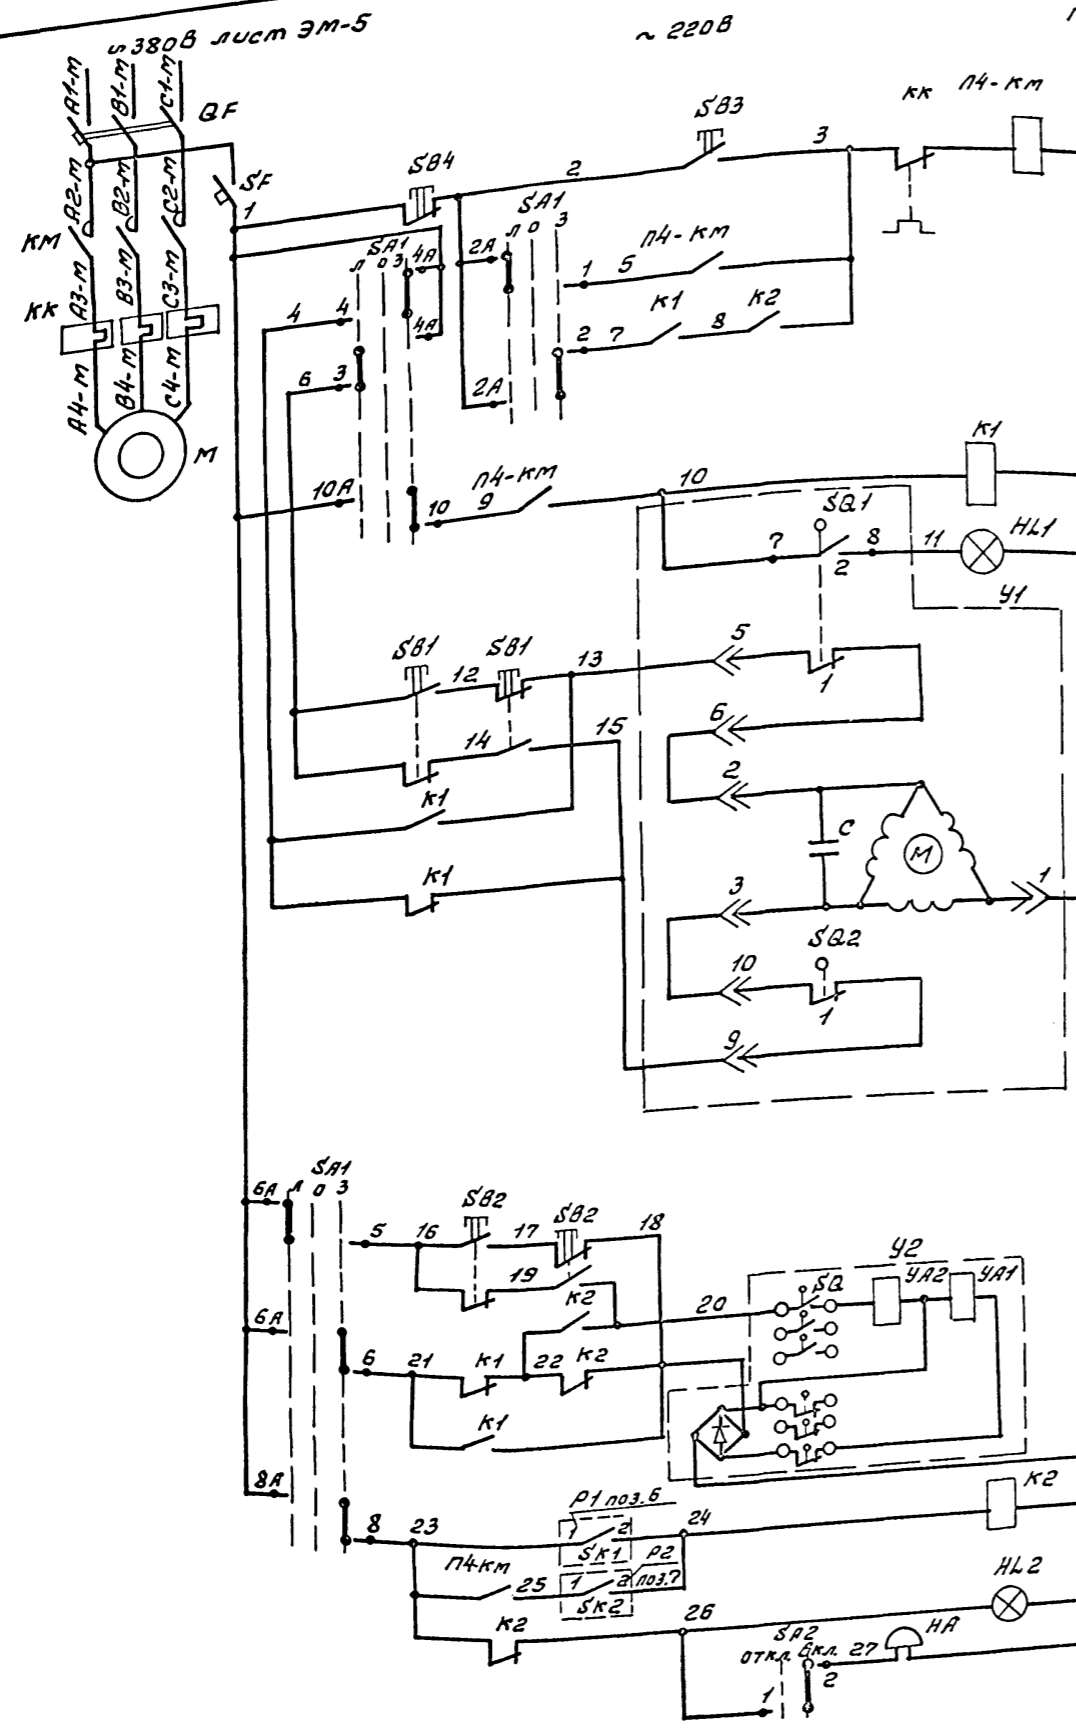 ~380В лист ЭМ-5
~ 220В
А1-М
В1-М
С1-М
QF
А2-М
В2-М
С2-М
SF
1
КМ
А3-М
В3-М
С3-М
КК
А4-М
В4-М
С4-М
М
SB4
2
SB3
3
КК
П4-КМ
SA1
Л О З
4А
4А
4
6 3
10А
10 9
П4-КМ
10
К1
SA1
Л О З
2А
2А
1 5
П4-КМ
2 7
К1
8
К2
SQ1
7
2
8
11
HL1
У1
SB1
12
SB1
13
5
1
14
15
6
2
К1
К1
С
М
1
3
SQ2
10
1
9
SA1
Л О З
6А
6А
8А
5
16
SB2
17
SB2
18
19
К2
20
6
21
К1
22
К2
К1
У2
SQ
УА2
УА1
8
23
Р1 поз.6
1
2
SK1
24
К2
П4КМ
25
1
2
SK2
Р2
поз.7
К2
26
HL2
SA2
откл. Вкл.
27
НА
1
2